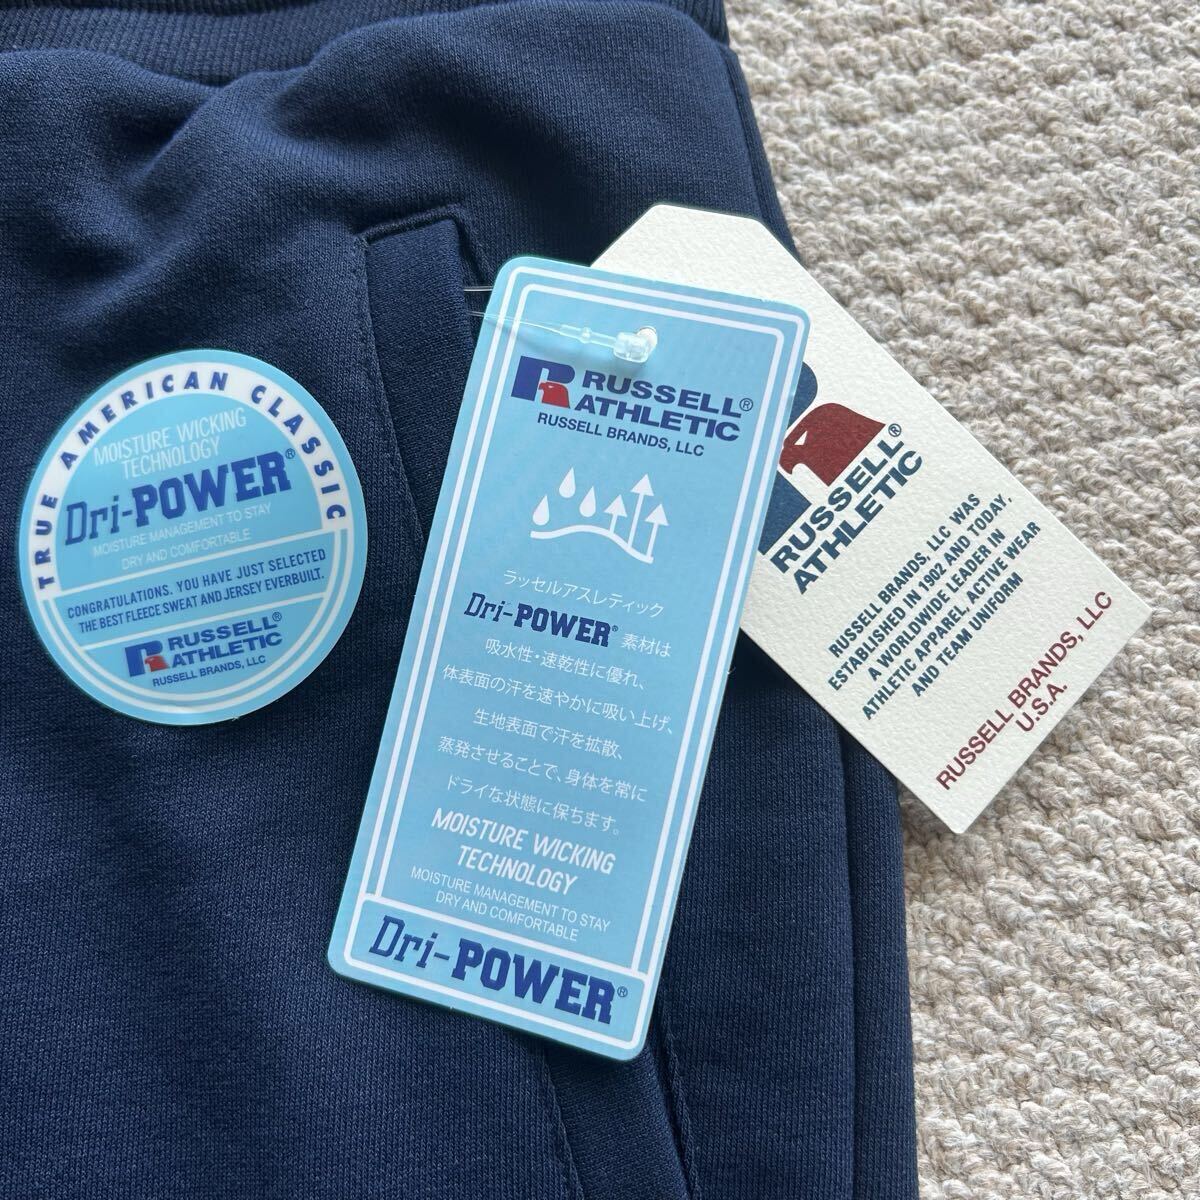 TRUE AMERICAN CLASSIC
MOISTURE WICKING
TECHNOLOGY
Dri-POWER®
MOISTURE MANAGEMENT TO STAY
DRY AND COMFORTABLE
CONGRATULATIONS. YOU HAVE JUST SELECTED
THE BEST FLEECE SWEAT AND JERSEY EVERBUILT.
R RUSSELL®
ATHLETIC
RUSSELL BRANDS, LLC
R RUSSELL®
ATHLETIC
RUSSELL BRANDS, LLC
ラッセルアスレティック
Dri-POWER® 素材は
吸水性・速乾性に優れ、
体表面の汗を速やかに吸い上げ、
生地表面で汗を拡散、
蒸発させることで、身体を常に
ドライな状態に保ちます。
MOISTURE WICKING
TECHNOLOGY
MOISTURE MANAGEMENT TO STAY
DRY AND COMFORTABLE
Dri-POWER®
RUSSELL®
ATHLETIC
RUSSELL BRANDS, LLC WAS
ESTABLISHED IN 1902 AND TODAY,
A WORLDWIDE LEADER IN
ATHLETIC APPAREL, ACTIVE WEAR
AND TEAM UNIFORM
RUSSELL BRANDS, LLC
U.S.A.